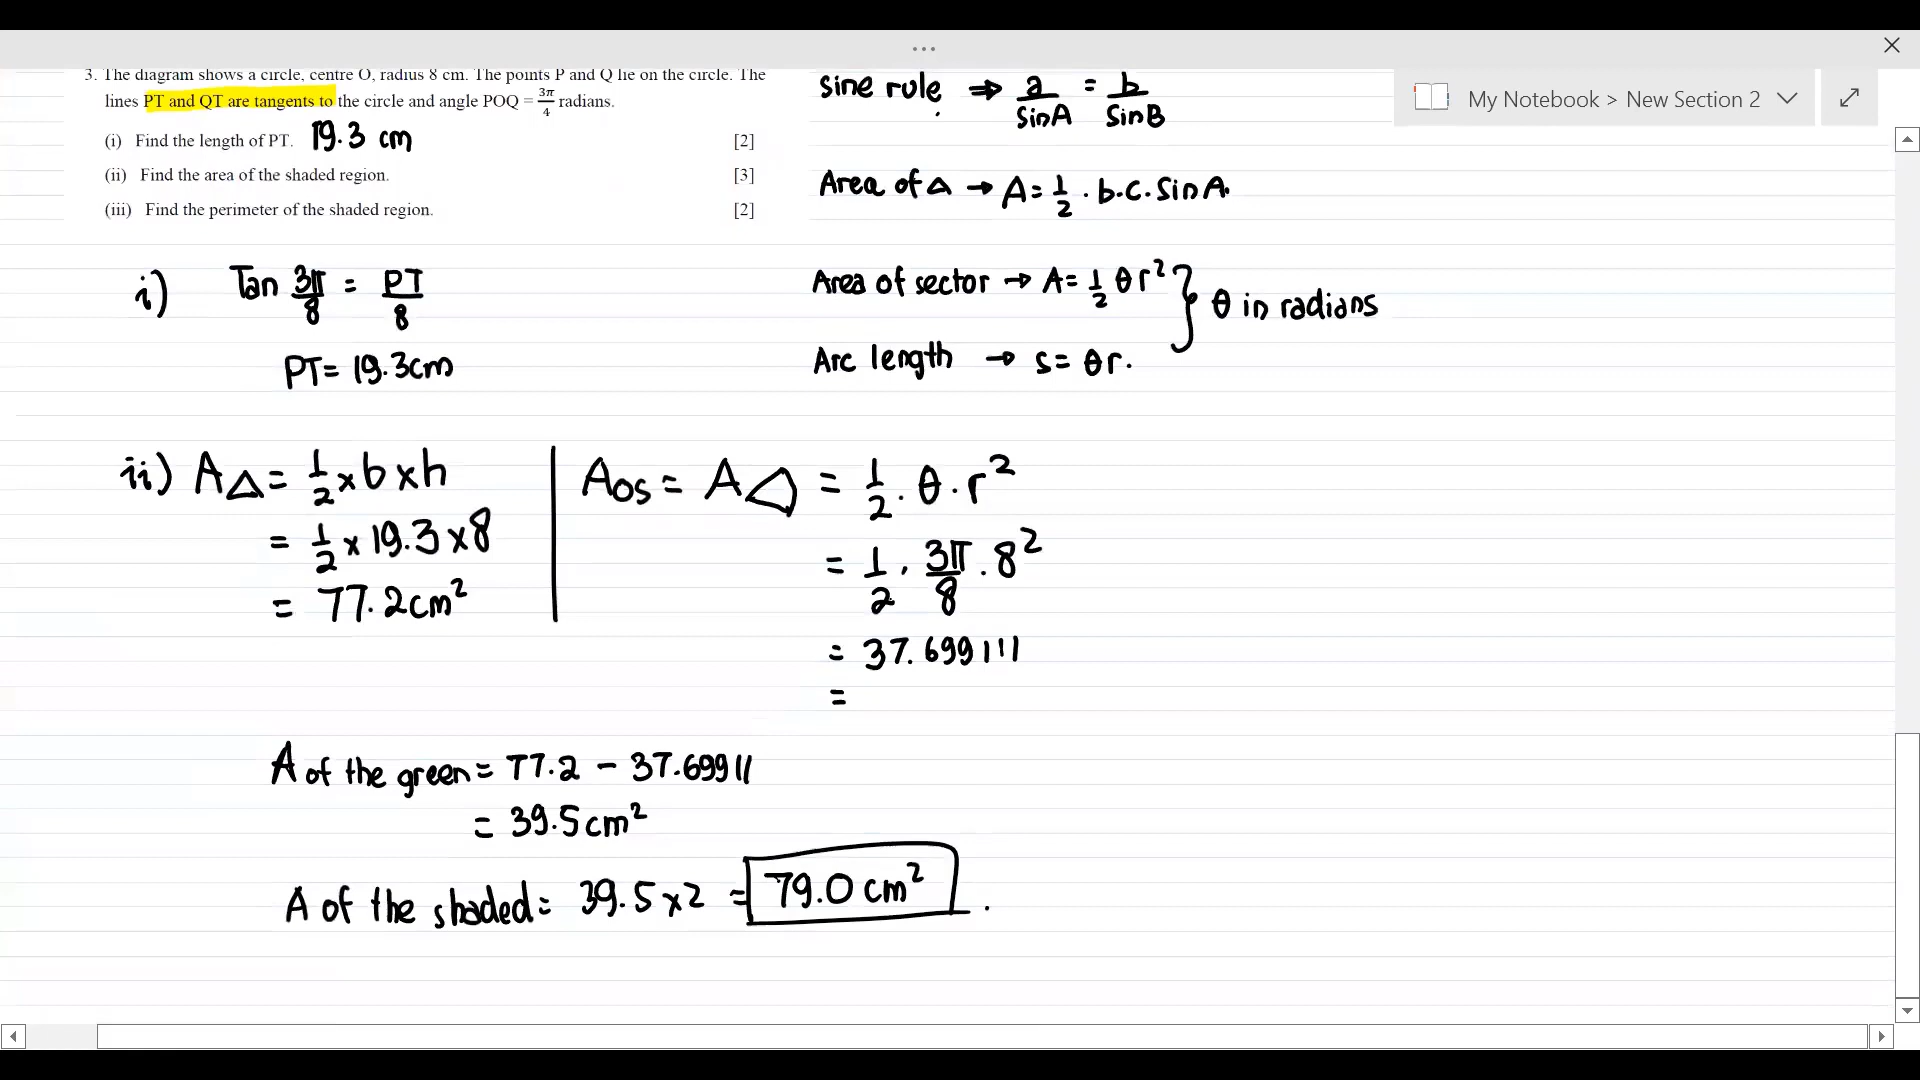 3. The diagram shows a circle, centre O, radius 8 cm. The points P and Q lie on the circle. The
lines PT and QT are tangents to the circle and angle POQ = 3π/4 radians.
(i) Find the length of PT. 19.3 cm [2]
(ii) Find the area of the shaded region. [3]
(iii) Find the perimeter of the shaded region. [2]
sine rule ⇒ a/SinA = b/SinB
My Notebook > New Section 2
Area of △ → A = 1/2 . b.c. Sin A.
Area of sector → A = 1/2 θ r² } θ in radians
Arc length → s = θr.
i) Tan 3π/8 = PT/8
PT = 19.3cm
ii) A△ = 1/2 × b × h
= 1/2 × 19.3 × 8
= 77.2cm²
AOS = A = 1/2 . θ . r²
= 1/2 . 3π/8 . 8²
= 37.699111
=
A of the green = 77.2 - 37.69911
= 39.5cm²
A of the shaded = 39.5 × 2 = 79.0 cm² .